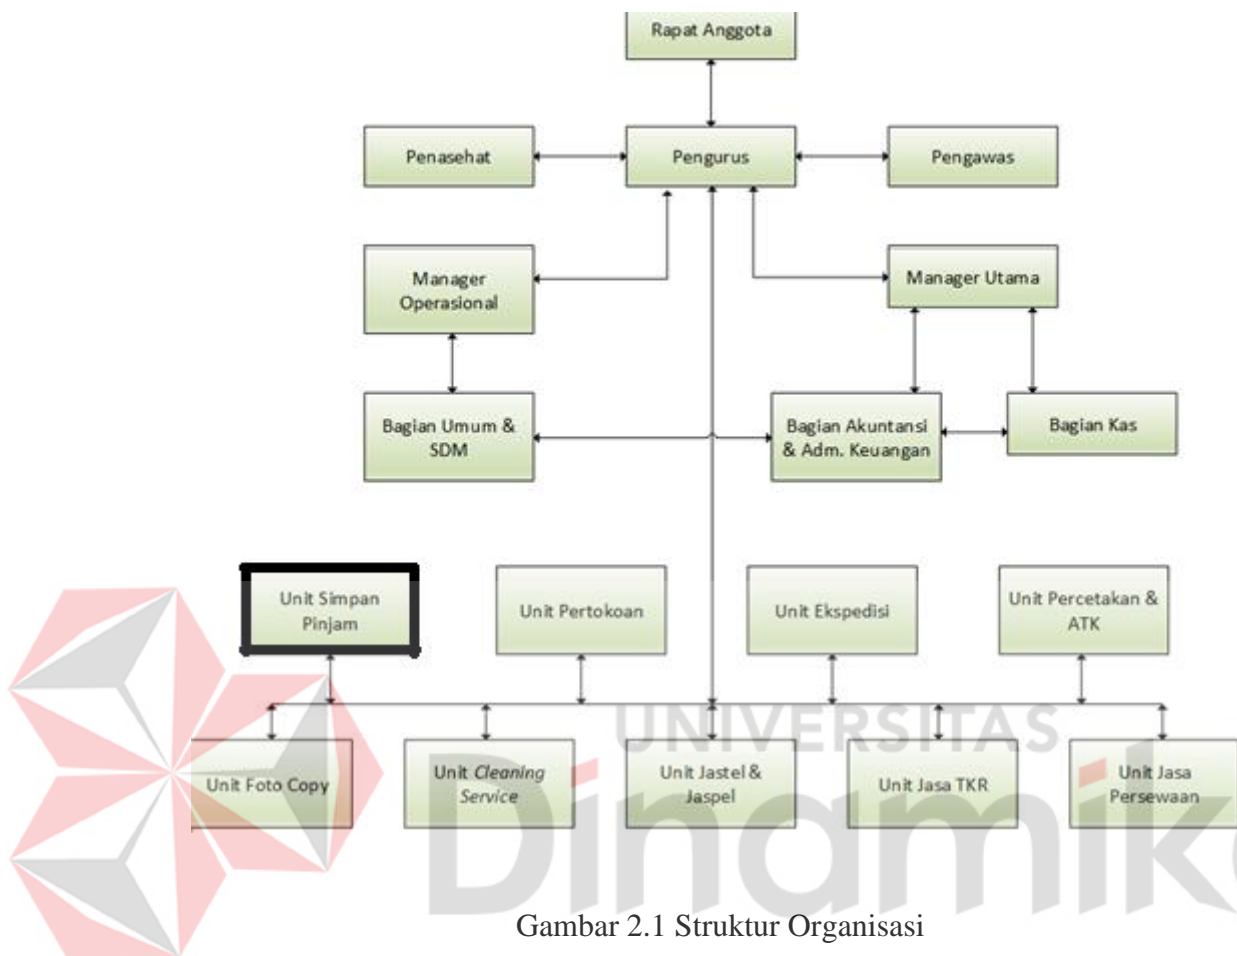 Rapat Anggota
Penasehat
Pengurus
Pengawas
Manager
Operasional
Manager Utama
Bagian Umum &
SDM
Bagian Akuntansi
& Adm. Keuangan
Bagian Kas
Unit Simpan
Pinjam
Unit Pertokoan
Unit Ekspedisi
Unit Percetakan &
ATK
Unit Foto Copy
Unit Cleaning
Service
Unit Jastel &
Jaspel
Unit Jasa TKR
Unit Jasa
Persewaan
UNIVERSITAS
Dinamika
Gambar 2.1 Struktur Organisasi